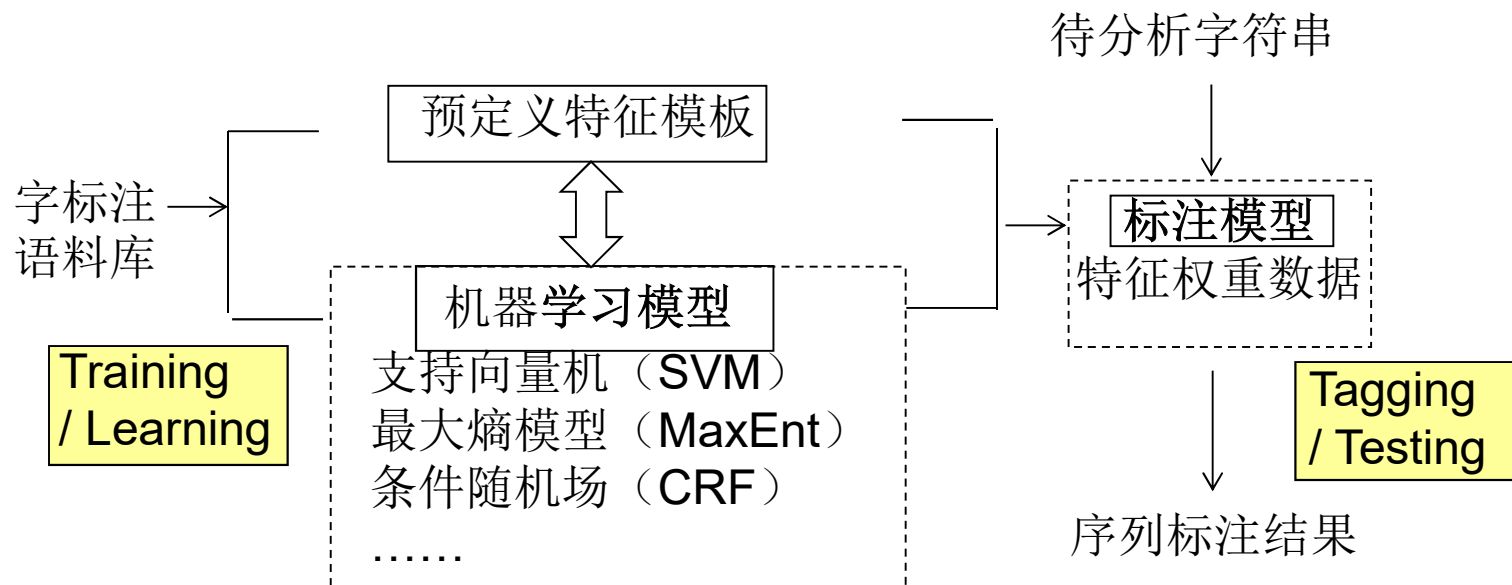 待分析字符串
预定义特征模板
字标注
语料库
标注模型
特征权重数据
机器学习模型
Training
/ Learning
支持向量机（SVM）
最大熵模型（MaxEnt）
条件随机场（CRF）
……
Tagging
/ Testing
序列标注结果